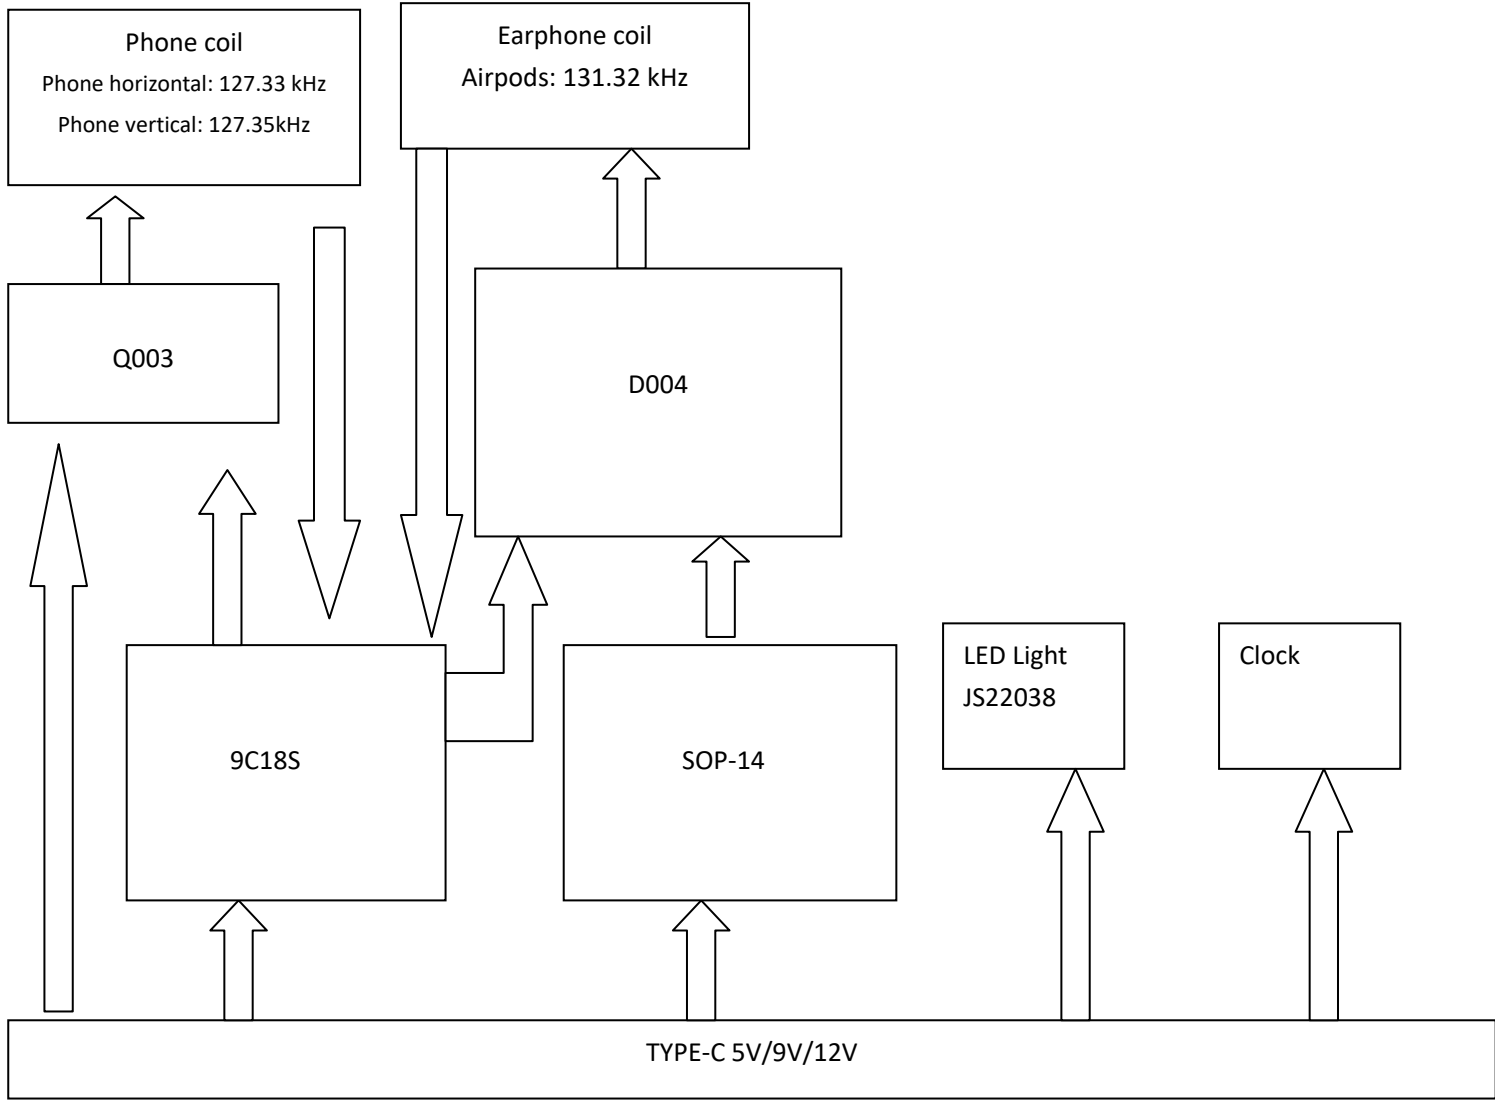 Phone coil
Phone horizontal: 127.33 kHz
Phone vertical: 127.35kHz
Earphone coil
Airpods: 131.32 kHz
Q003
D004
9C18S
SOP-14
LED Light
JS22038
Clock
TYPE-C 5V/9V/12V